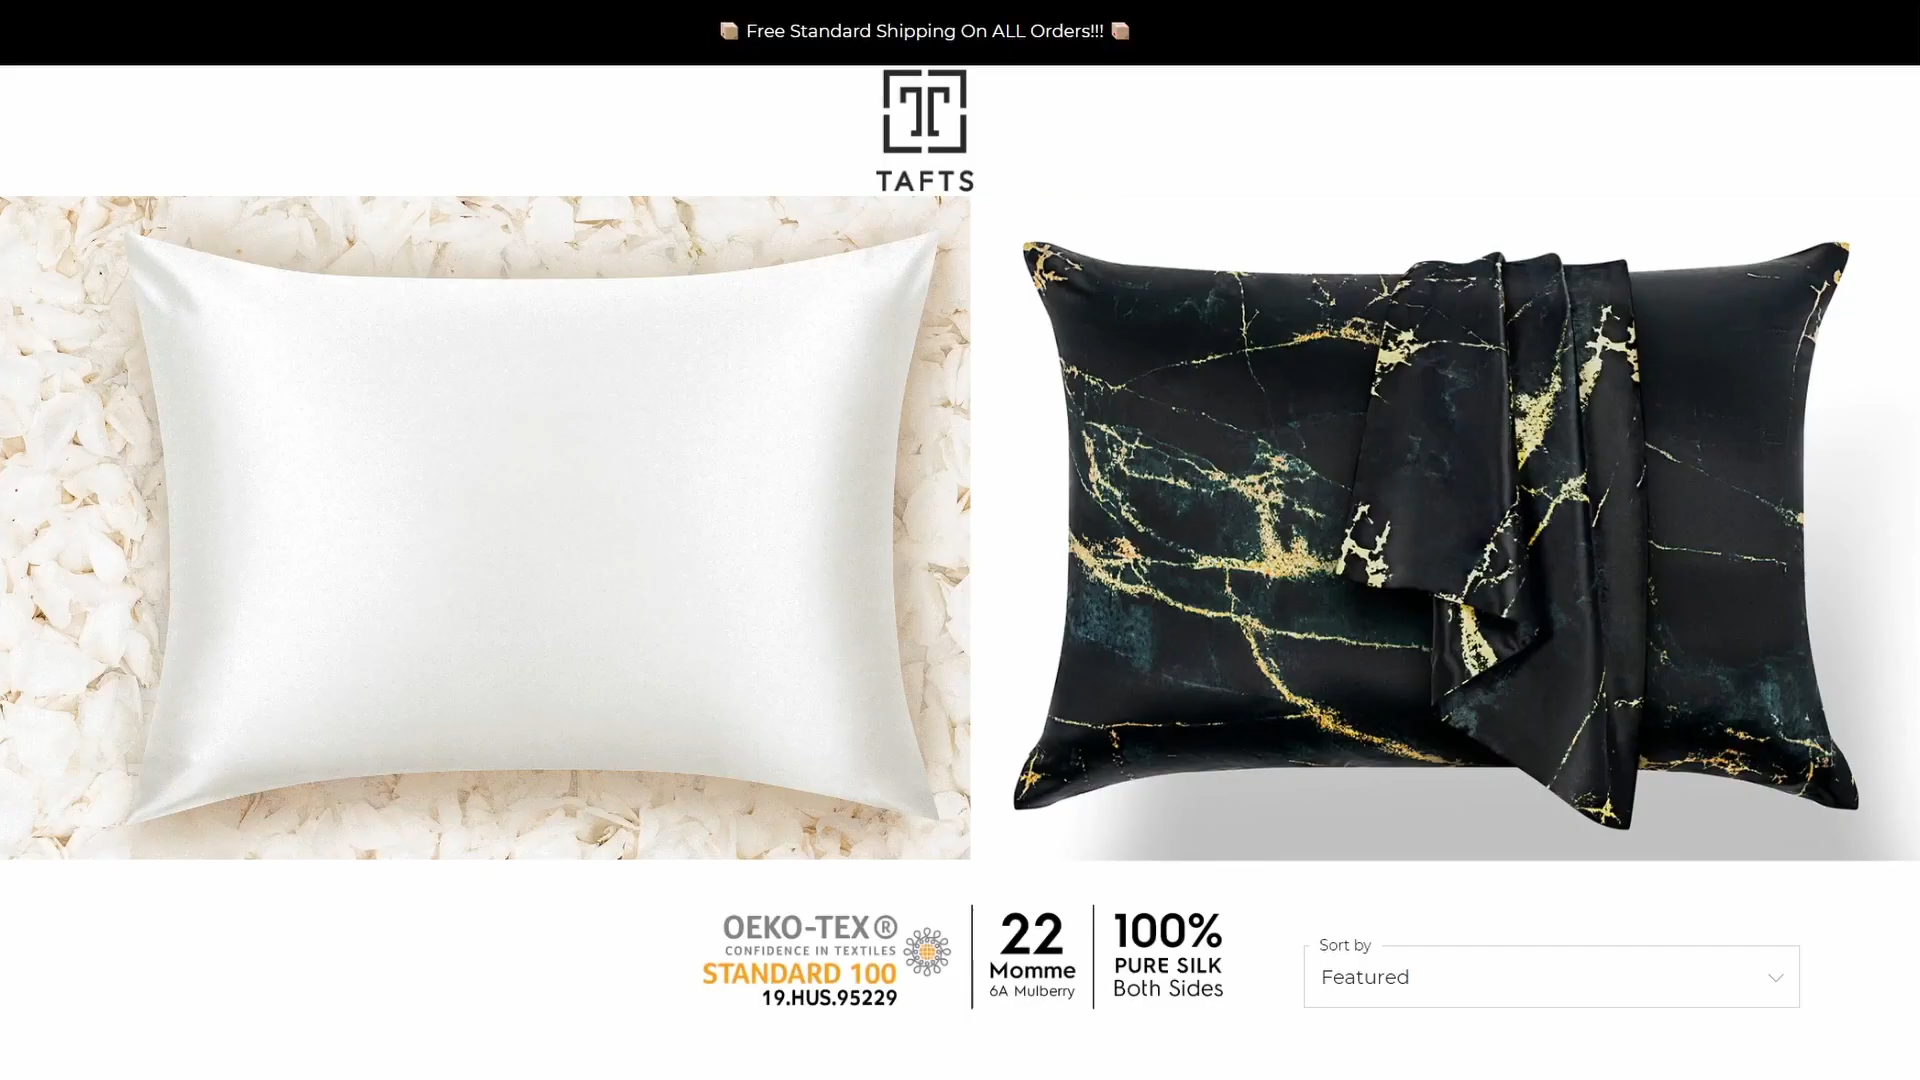 Free Standard Shipping On ALL Orders!!!
TAFTS
OEKO-TEX®
CONFIDENCE IN TEXTILES
STANDARD 100
19.HUS.95229
22
Momme
6A Mulberry
100%
PURE SILK
Both Sides
Sort by
Featured